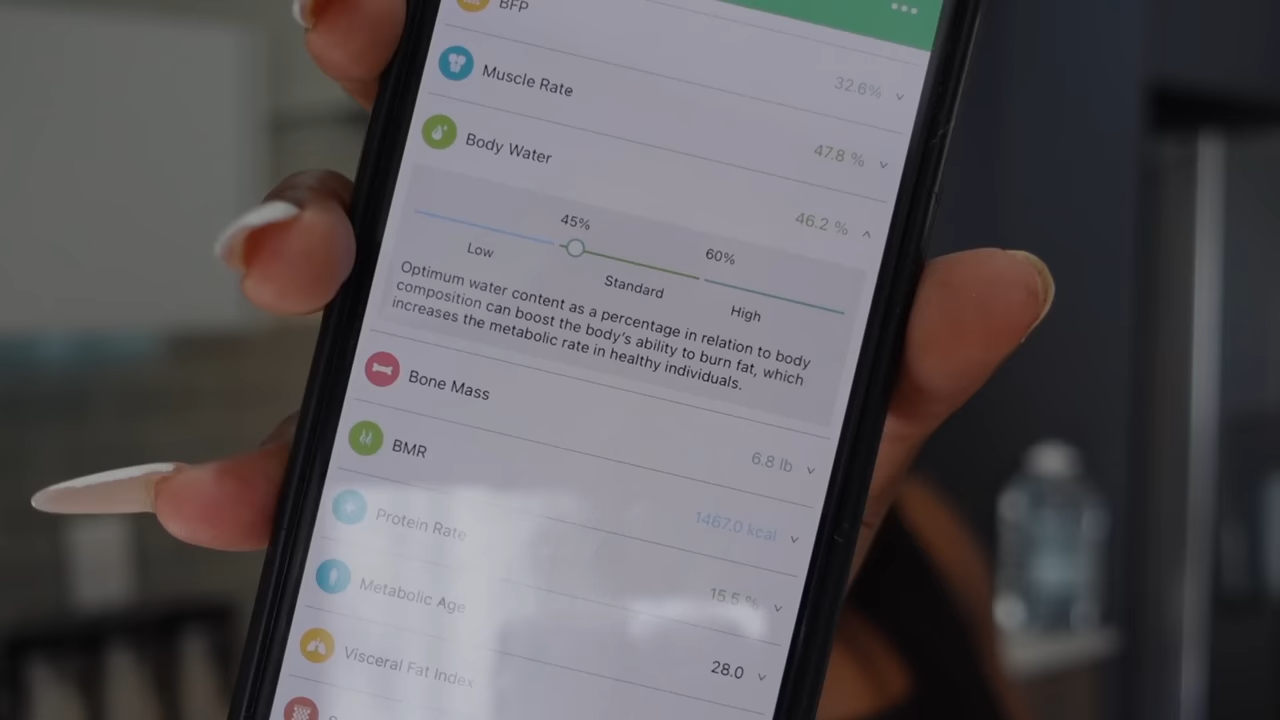 BFP
32.6%
Muscle Rate
47.8 %
Body Water
46.2 %
45%
60%
Low
Standard
High
Optimum water content as a percentage in relation to body
composition can boost the body's ability to burn fat, which
increases the metabolic rate in healthy individuals.
Bone Mass
6.8 lb
BMR
1467.0 kcal
Protein Rate
15.5 %
Metabolic Age
28.0
Visceral Fat Index